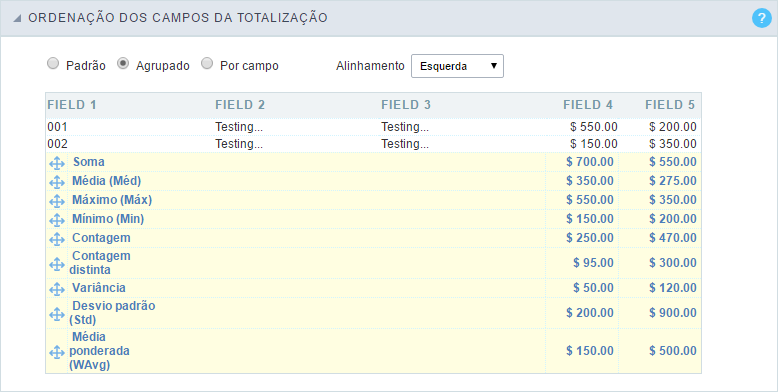 ORDENAÇÃO DOS CAMPOS DA TOTALIZAÇÃO ?
Padrão Agrupado Por campo Alinhamento Esquerda
FIELD 1 FIELD 2 FIELD 3 FIELD 4 FIELD 5
001 Testing... Testing... $ 550.00 $ 200.00
002 Testing... Testing... $ 150.00 $ 350.00
Soma $ 700.00 $ 550.00
Média (Méd) $ 350.00 $ 275.00
Máximo (Máx) $ 550.00 $ 350.00
Mínimo (Min) $ 150.00 $ 200.00
Contagem $ 250.00 $ 470.00
Contagem
distinta $ 95.00 $ 300.00
Variância $ 50.00 $ 120.00
Desvio padrão
(Std) $ 200.00 $ 900.00
Média
ponderada $ 150.00 $ 500.00
(WAvg)